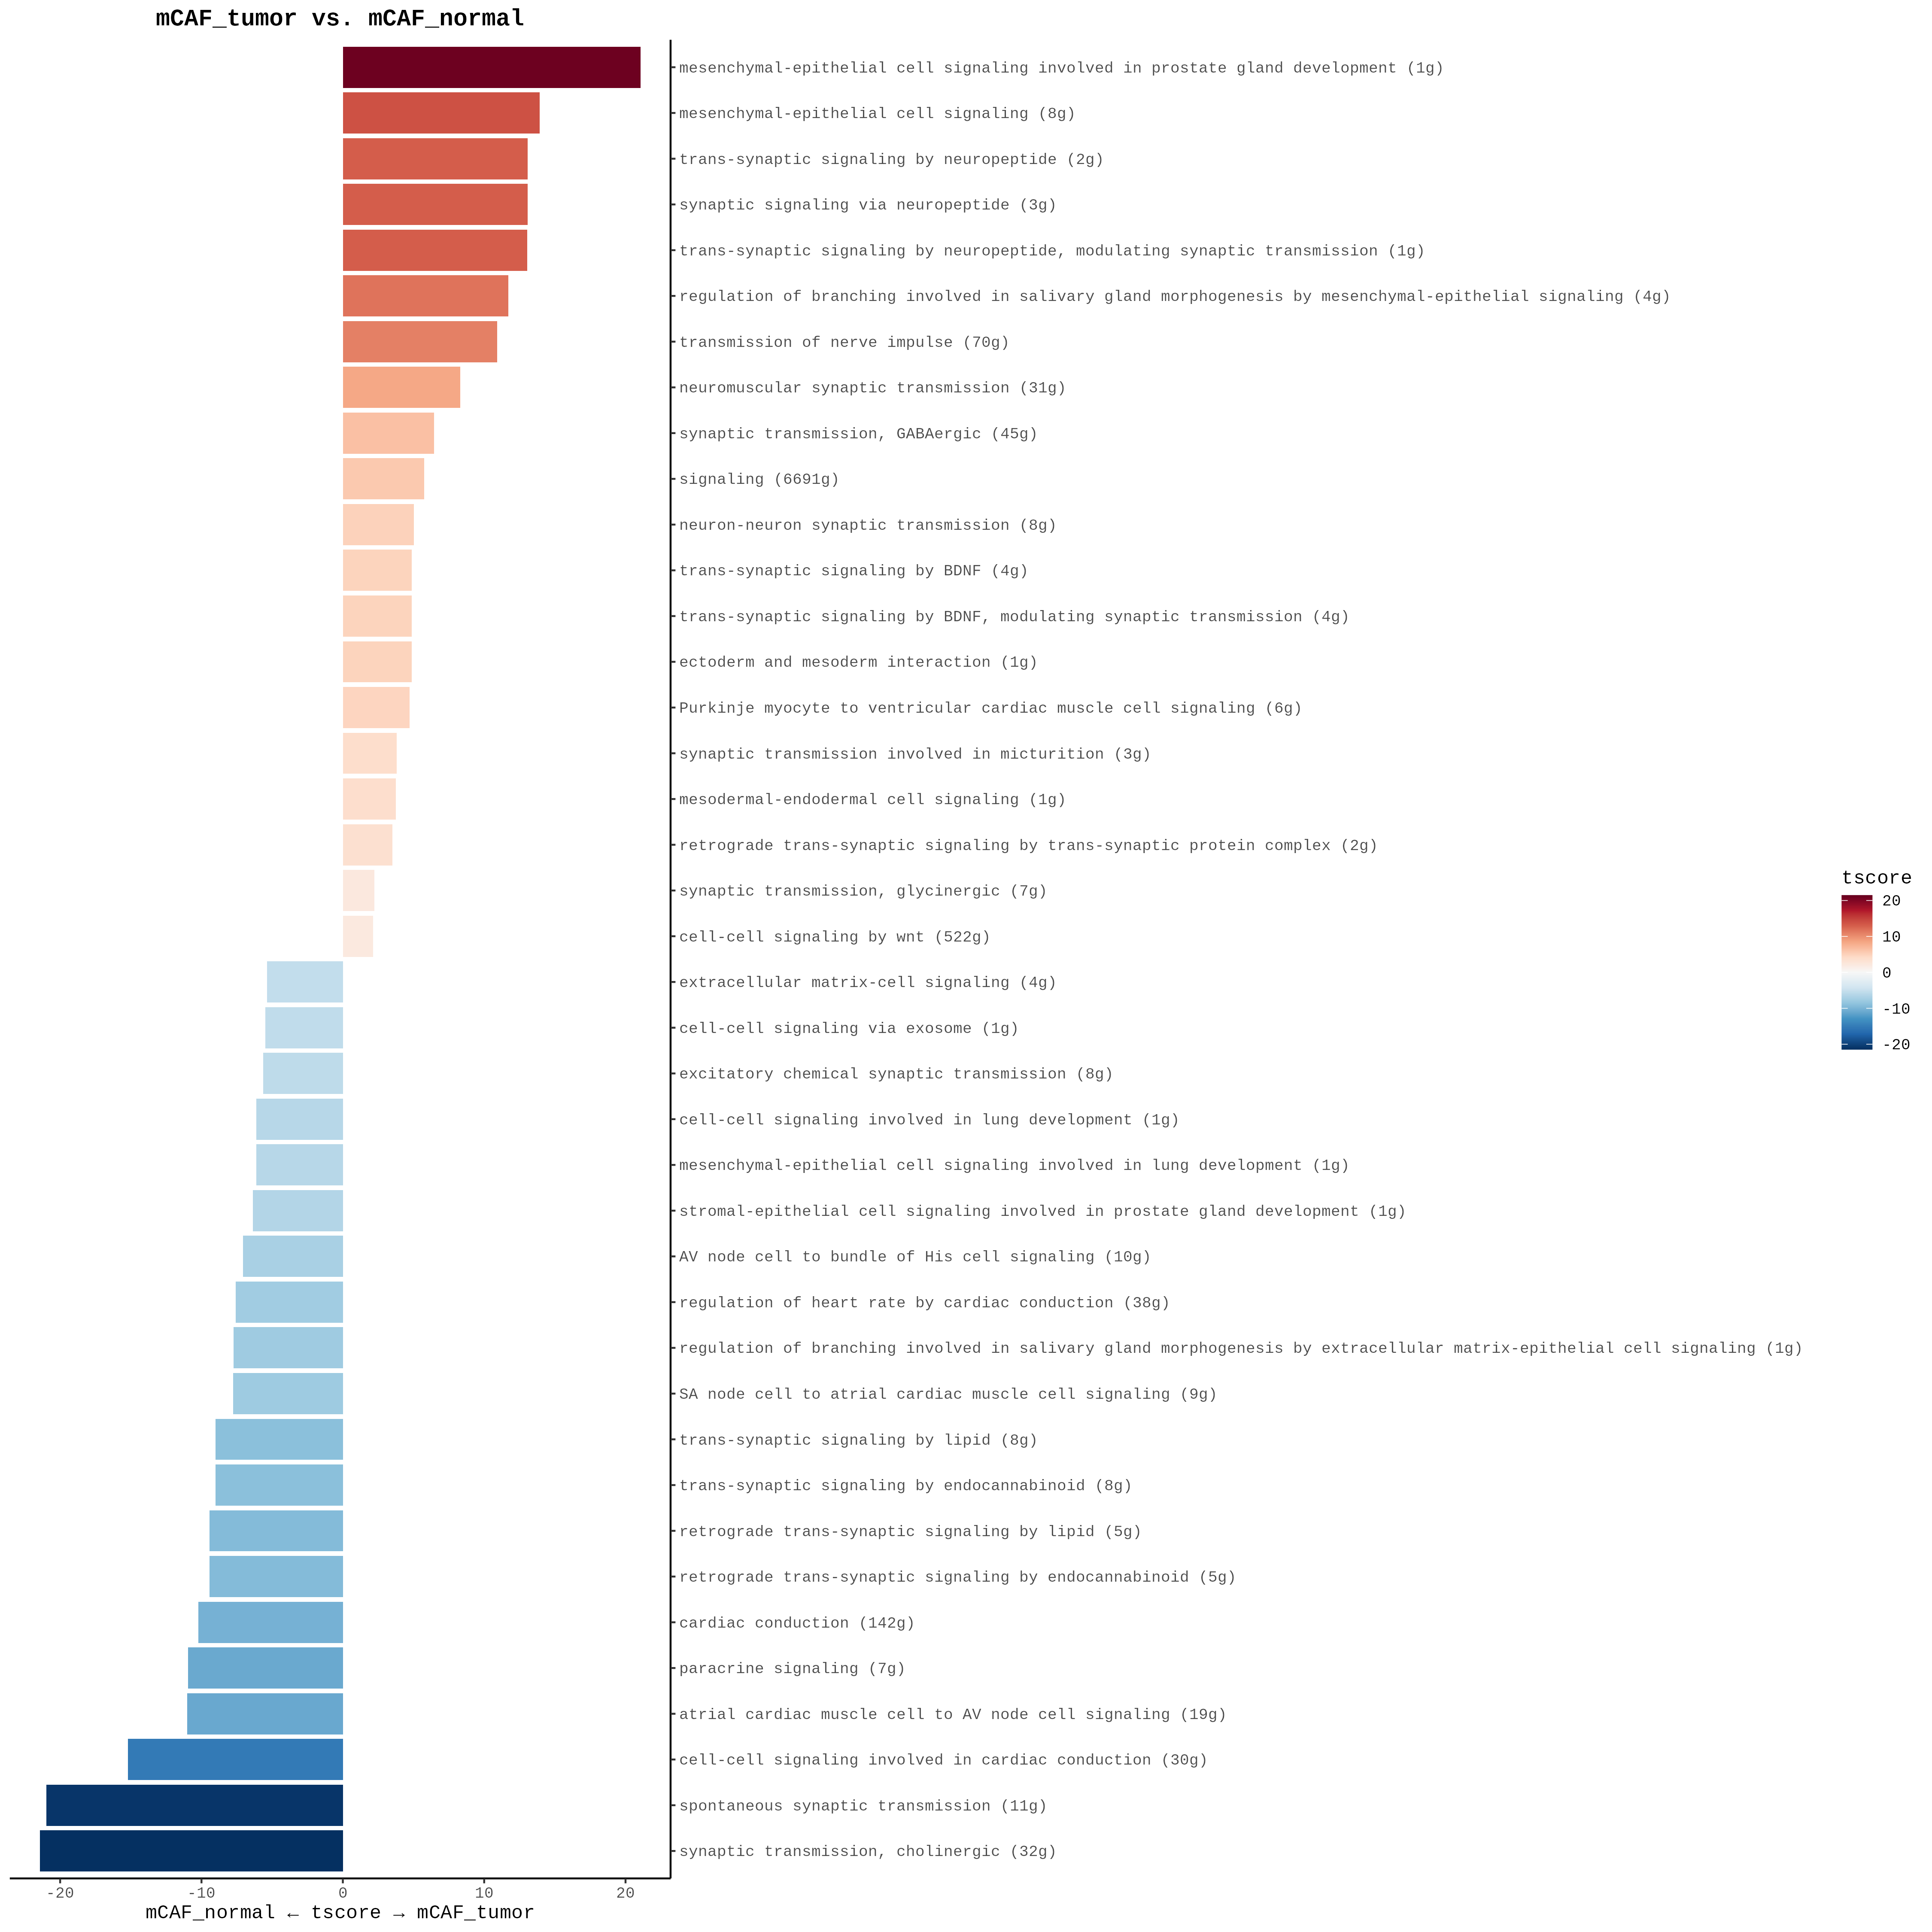 mCAF_tumor vs. mCAF_normal
mesenchymal-epithelial cell signaling involved in prostate gland development (1g)
mesenchymal-epithelial cell signaling (8g)
trans-synaptic signaling by neuropeptide (2g)
synaptic signaling via neuropeptide (3g)
trans-synaptic signaling by neuropeptide, modulating synaptic transmission (1g)
regulation of branching involved in salivary gland morphogenesis by mesenchymal-epithelial signaling (4g)
transmission of nerve impulse (70g)
neuromuscular synaptic transmission (31g)
synaptic transmission, GABAergic (45g)
signaling (6691g)
neuron-neuron synaptic transmission (8g)
trans-synaptic signaling by BDNF (4g)
trans-synaptic signaling by BDNF, modulating synaptic transmission (4g)
ectoderm and mesoderm interaction (1g)
Purkinje myocyte to ventricular cardiac muscle cell signaling (6g)
synaptic transmission involved in micturition (3g)
mesodermal-endodermal cell signaling (1g)
retrograde trans-synaptic signaling by trans-synaptic protein complex (2g)
synaptic transmission, glycinergic (7g)
cell-cell signaling by wnt (522g)
extracellular matrix-cell signaling (4g)
cell-cell signaling via exosome (1g)
excitatory chemical synaptic transmission (8g)
cell-cell signaling involved in lung development (1g)
mesenchymal-epithelial cell signaling involved in lung development (1g)
stromal-epithelial cell signaling involved in prostate gland development (1g)
AV node cell to bundle of His cell signaling (10g)
regulation of heart rate by cardiac conduction (38g)
regulation of branching involved in salivary gland morphogenesis by extracellular matrix-epithelial cell signaling (1g)
SA node cell to atrial cardiac muscle cell signaling (9g)
trans-synaptic signaling by lipid (8g)
trans-synaptic signaling by endocannabinoid (8g)
retrograde trans-synaptic signaling by lipid (5g)
retrograde trans-synaptic signaling by endocannabinoid (5g)
cardiac conduction (142g)
paracrine signaling (7g)
atrial cardiac muscle cell to AV node cell signaling (19g)
cell-cell signaling involved in cardiac conduction (30g)
spontaneous synaptic transmission (11g)
synaptic transmission, cholinergic (32g)
-20 -10 0 10 20
mCAF_normal ← tscore → mCAF_tumor
tscore
20
10
0
-10
-20